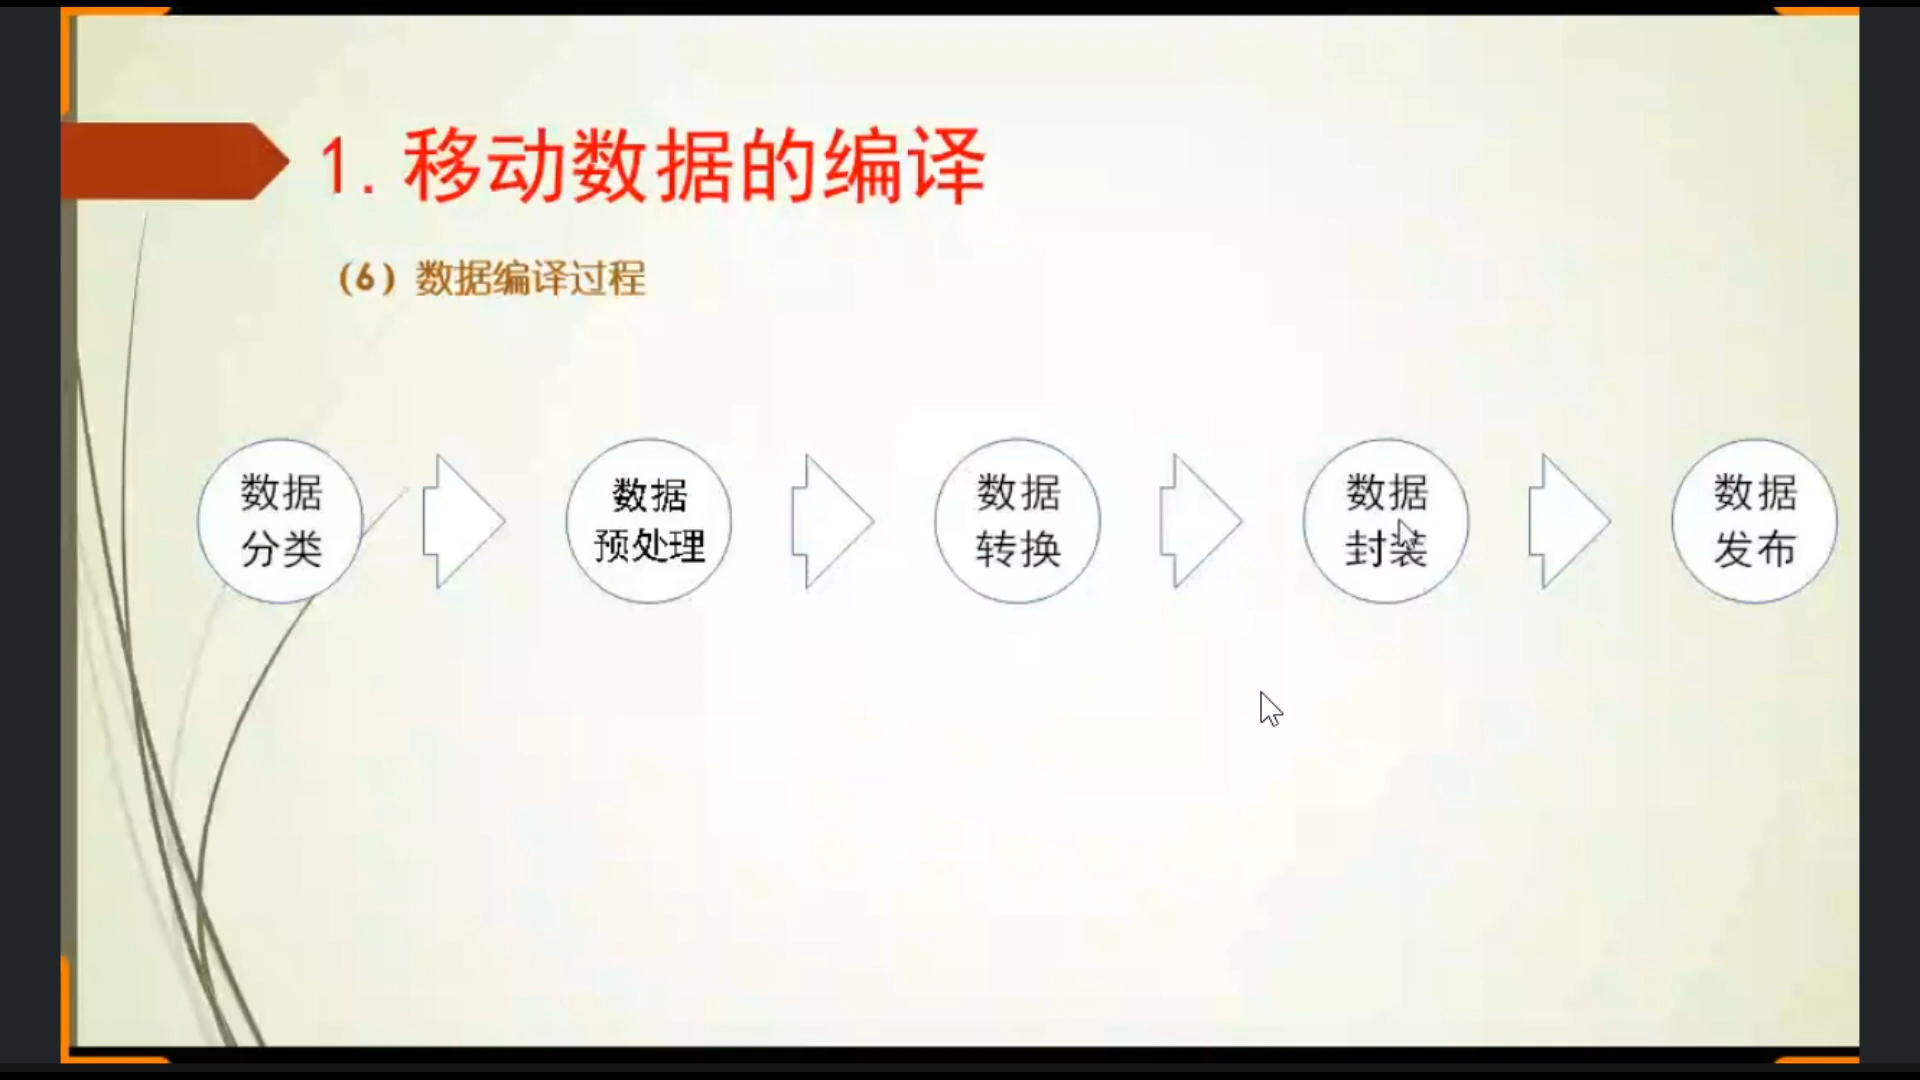 1.移动数据的编译
（6）数据编译过程
数据
分类
数据
预处理
数据
转换
数据
封装
数据
发布